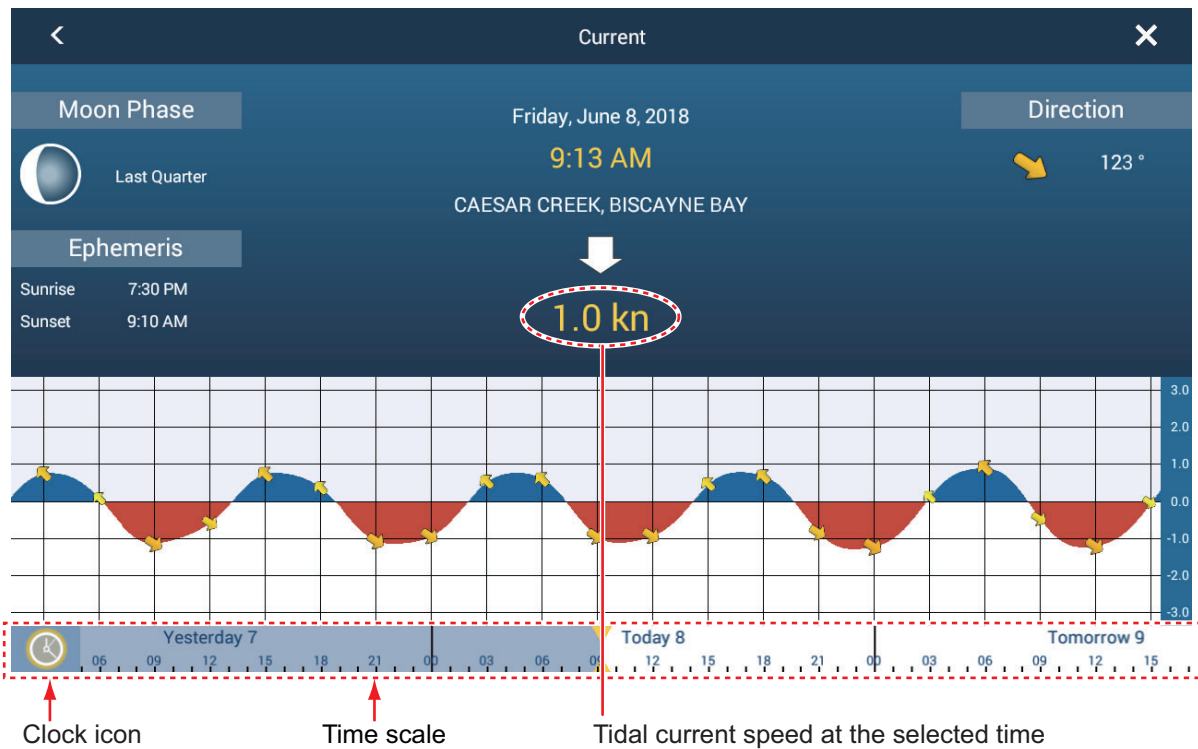 Current
Moon Phase
Friday, June 8, 2018
Direction
9:13 AM
Last Quarter
123 °
CAESAR CREEK, BISCAYNE BAY
Ephemeris
Sunrise 7:30 PM
Sunset 9:10 AM
1.0 kn
3.0
2.0
1.0
0.0
-1.0
-2.0
-3.0
Yesterday 7 Today 8 Tomorrow 9
06 09 12 15 18 21 00 03 06 09 12 15 18 21 00 03 06 09 12 15
Clock icon Time scale Tidal current speed at the selected time